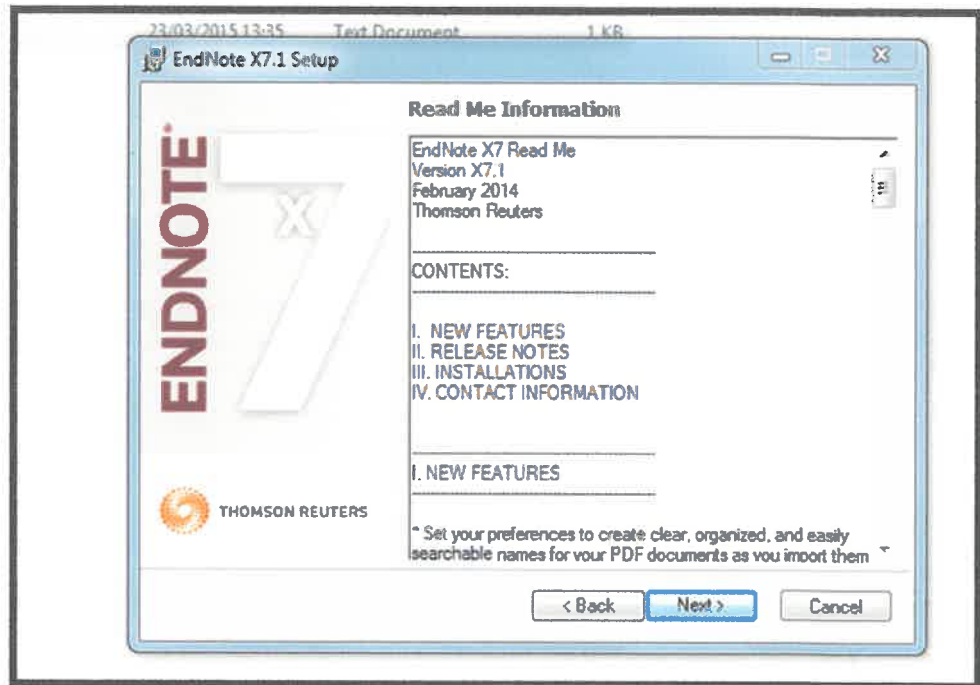 23/03/2015 13:35 Text Document 1 KB
EndNote X7.1 Setup
ENDNOTE
X7
THOMSON REUTERS
Read Me Information
EndNote X7 Read Me
Version X7.1
February 2014
Thomson Reuters
CONTENTS:
I. NEW FEATURES
II. RELEASE NOTES
III. INSTALLATIONS
IV. CONTACT INFORMATION
I. NEW FEATURES
* Set your preferences to create clear, organized, and easily
searchable names for your PDF documents as you import them
< Back Next > Cancel